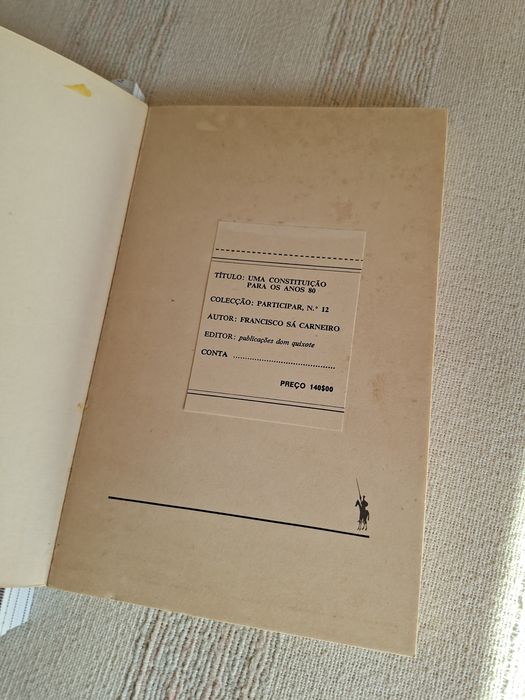 TÍTULO: UMA CONSTITUIÇÃO
PARA OS ANOS 80
COLECÇÃO: PARTICIPAR, N.º 12
AUTOR: FRANCISCO SÁ CARNEIRO
EDITOR: publicações dom quixote
CONTA ........................................
PREÇO 140$00